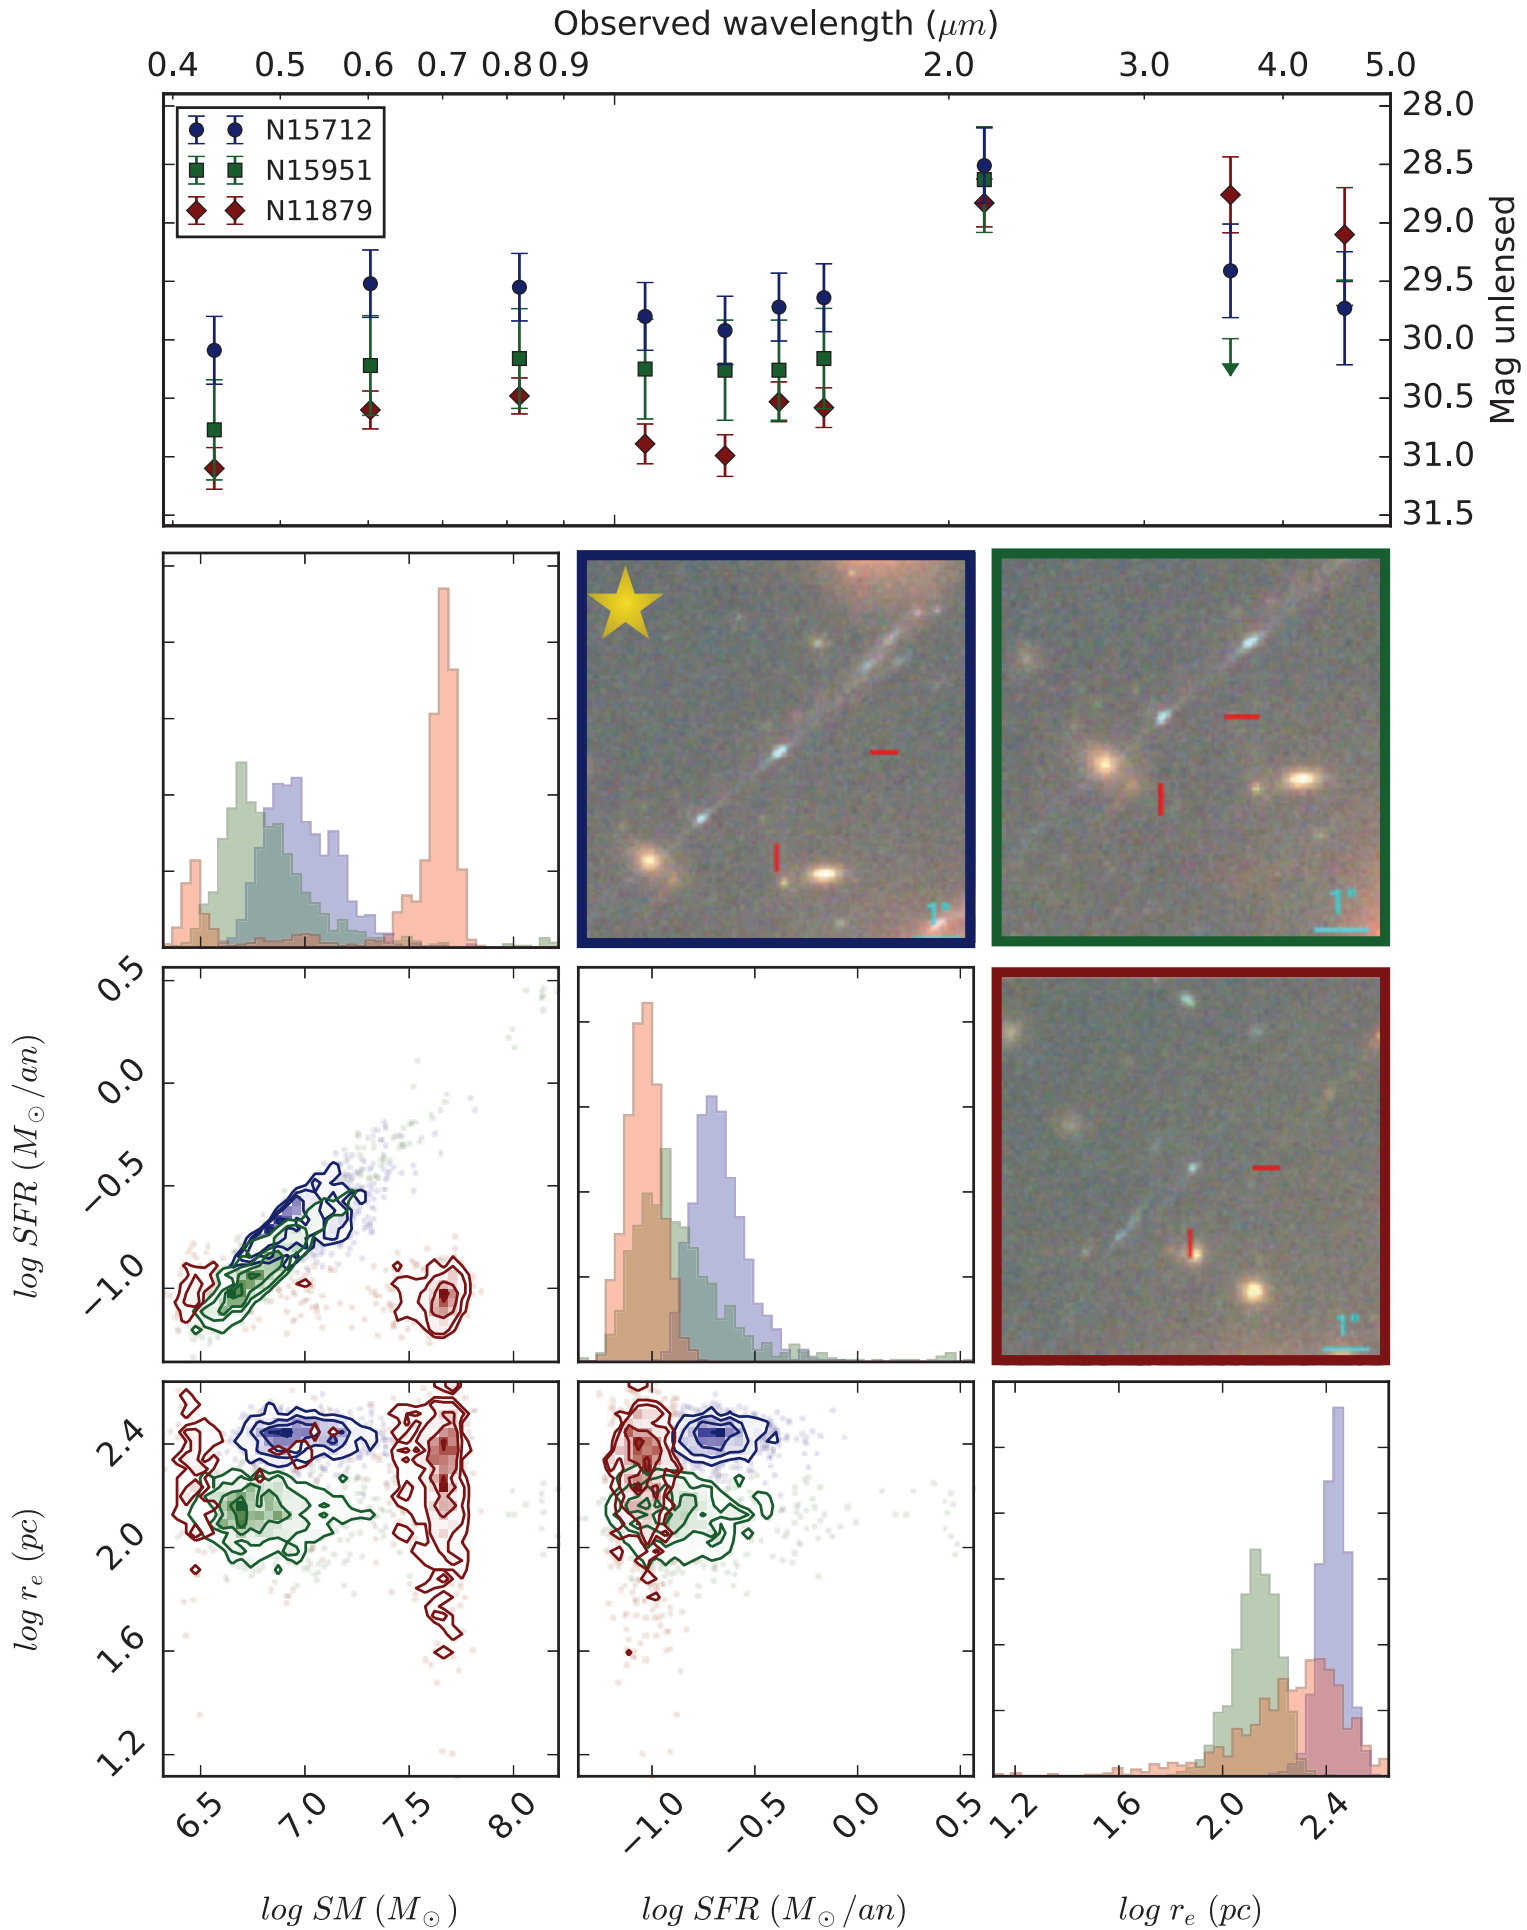 Observed wavelength (μm)
0.4 0.5 0.6 0.7 0.8 0.9 2.0 3.0 4.0 5.0
N15712
N15951
N11879
28.0
28.5
29.0
29.5
30.0
30.5
31.0
31.5
Mag unlensed
1"
1"
0.5
0.0
−0.5
−1.0
log SFR (M⊙/an)
1"
2.4
2.0
1.6
1.2
log rₑ (pc)
6.5 7.0 7.5 8.0
−1.0 −0.5 0.0 0.5
1.2 1.6 2.0 2.4
log SM (M⊙)
log SFR (M⊙/an)
log rₑ (pc)